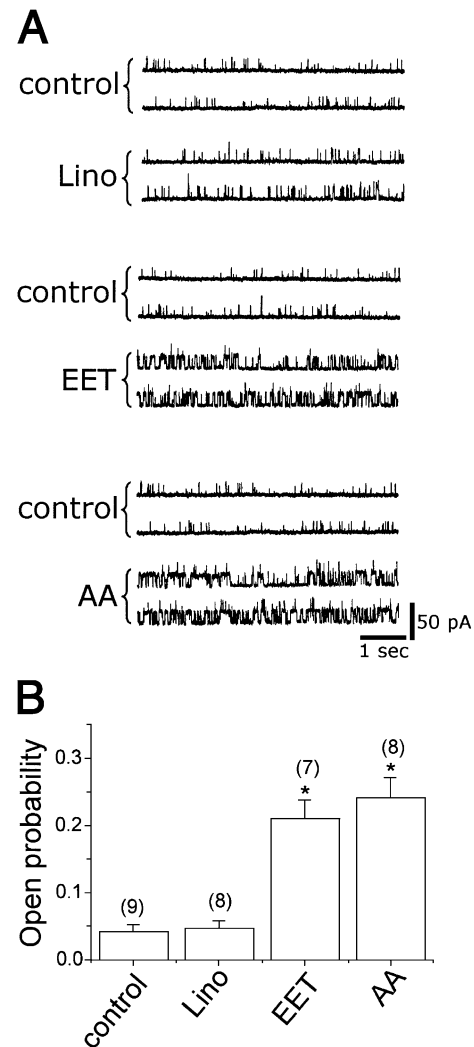 A
control
Lino
control
EET
control
AA
50 pA
1 sec
B
Open probability
0.3
0.2
0.1
0.0
(9)
(8)
(7)
*
(8)
*
control
Lino
EET
AA